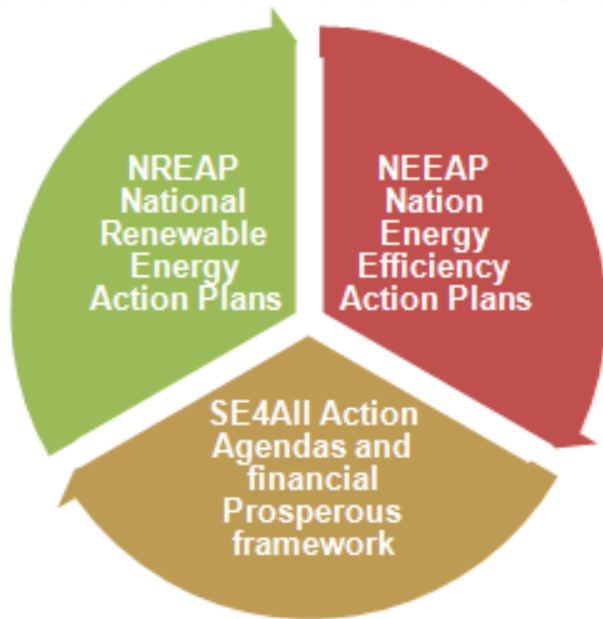 NREAP
National
Renewable
Energy
Action Plans
NEEAP
Nation
Energy
Efficiency
Action Plans
SE4All Action
Agendas and
financial
Prosperous
framework